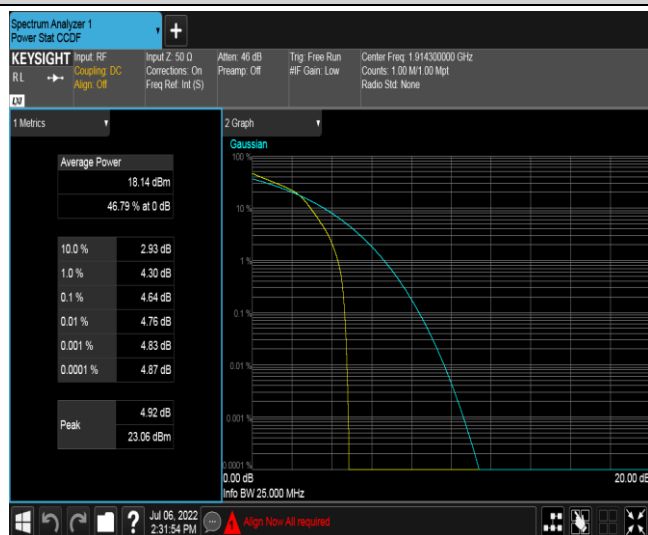 Spectrum Analyzer 1
Power Stat CCDF
+
KEYSIGHT
RL
LXI
Input: RF
Coupling: DC
Align: Off
Input Z: 50 Ω
Corrections: On
Freq Ref: Int (S)
Atten: 46 dB
Preamp: Off
Trig: Free Run
#IF Gain: Low
Center Freq: 1.914300000 GHz
Counts: 1.00 M/1.00 Mpt
Radio Std: None
1 Metrics
Average Power
18.14 dBm
46.79 % at 0 dB
10.0 % 2.93 dB
1.0 % 4.30 dB
0.1 % 4.64 dB
0.01 % 4.76 dB
0.001 % 4.83 dB
0.0001 % 4.87 dB
Peak
4.92 dB
23.06 dBm
2 Graph
Gaussian
100 %
10 %
1 %
0.1 %
0.01 %
0.001 %
0.0001 %
0.00 dB 20.00 dB
Info BW 25.000 MHz
?
Jul 06, 2022
2:31:54 PM
1
Align Now All required